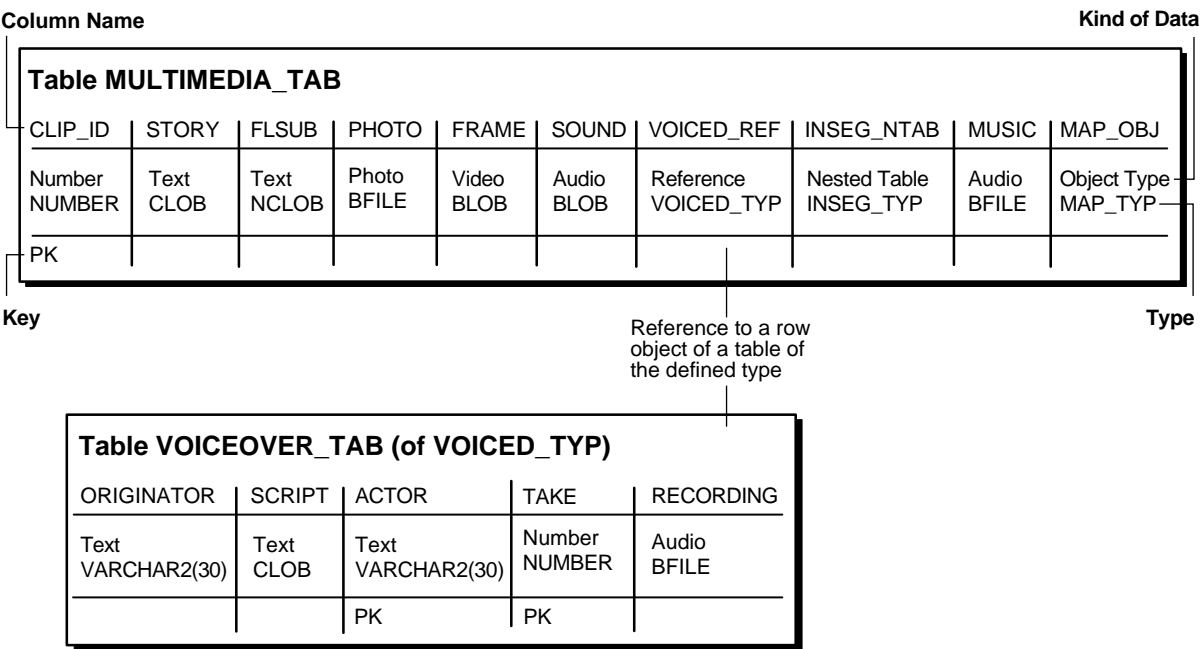 Column Name
Kind of Data
Table MULTIMEDIA_TAB
CLIP_ID STORY FLSUB PHOTO FRAME SOUND VOICED_REF INSEG_NTAB MUSIC MAP_OBJ
Number Text Text Photo Video Audio Reference Nested Table Audio Object Type
NUMBER CLOB NCLOB BFILE BLOB BLOB VOICED_TYP INSEG_TYP BFILE MAP_TYP
PK
Key
Type
Reference to a row
object of a table of
the defined type
Table VOICEOVER_TAB (of VOICED_TYP)
ORIGINATOR SCRIPT ACTOR TAKE RECORDING
Text Text Text Number Audio
VARCHAR2(30) CLOB VARCHAR2(30) NUMBER BFILE
PK PK